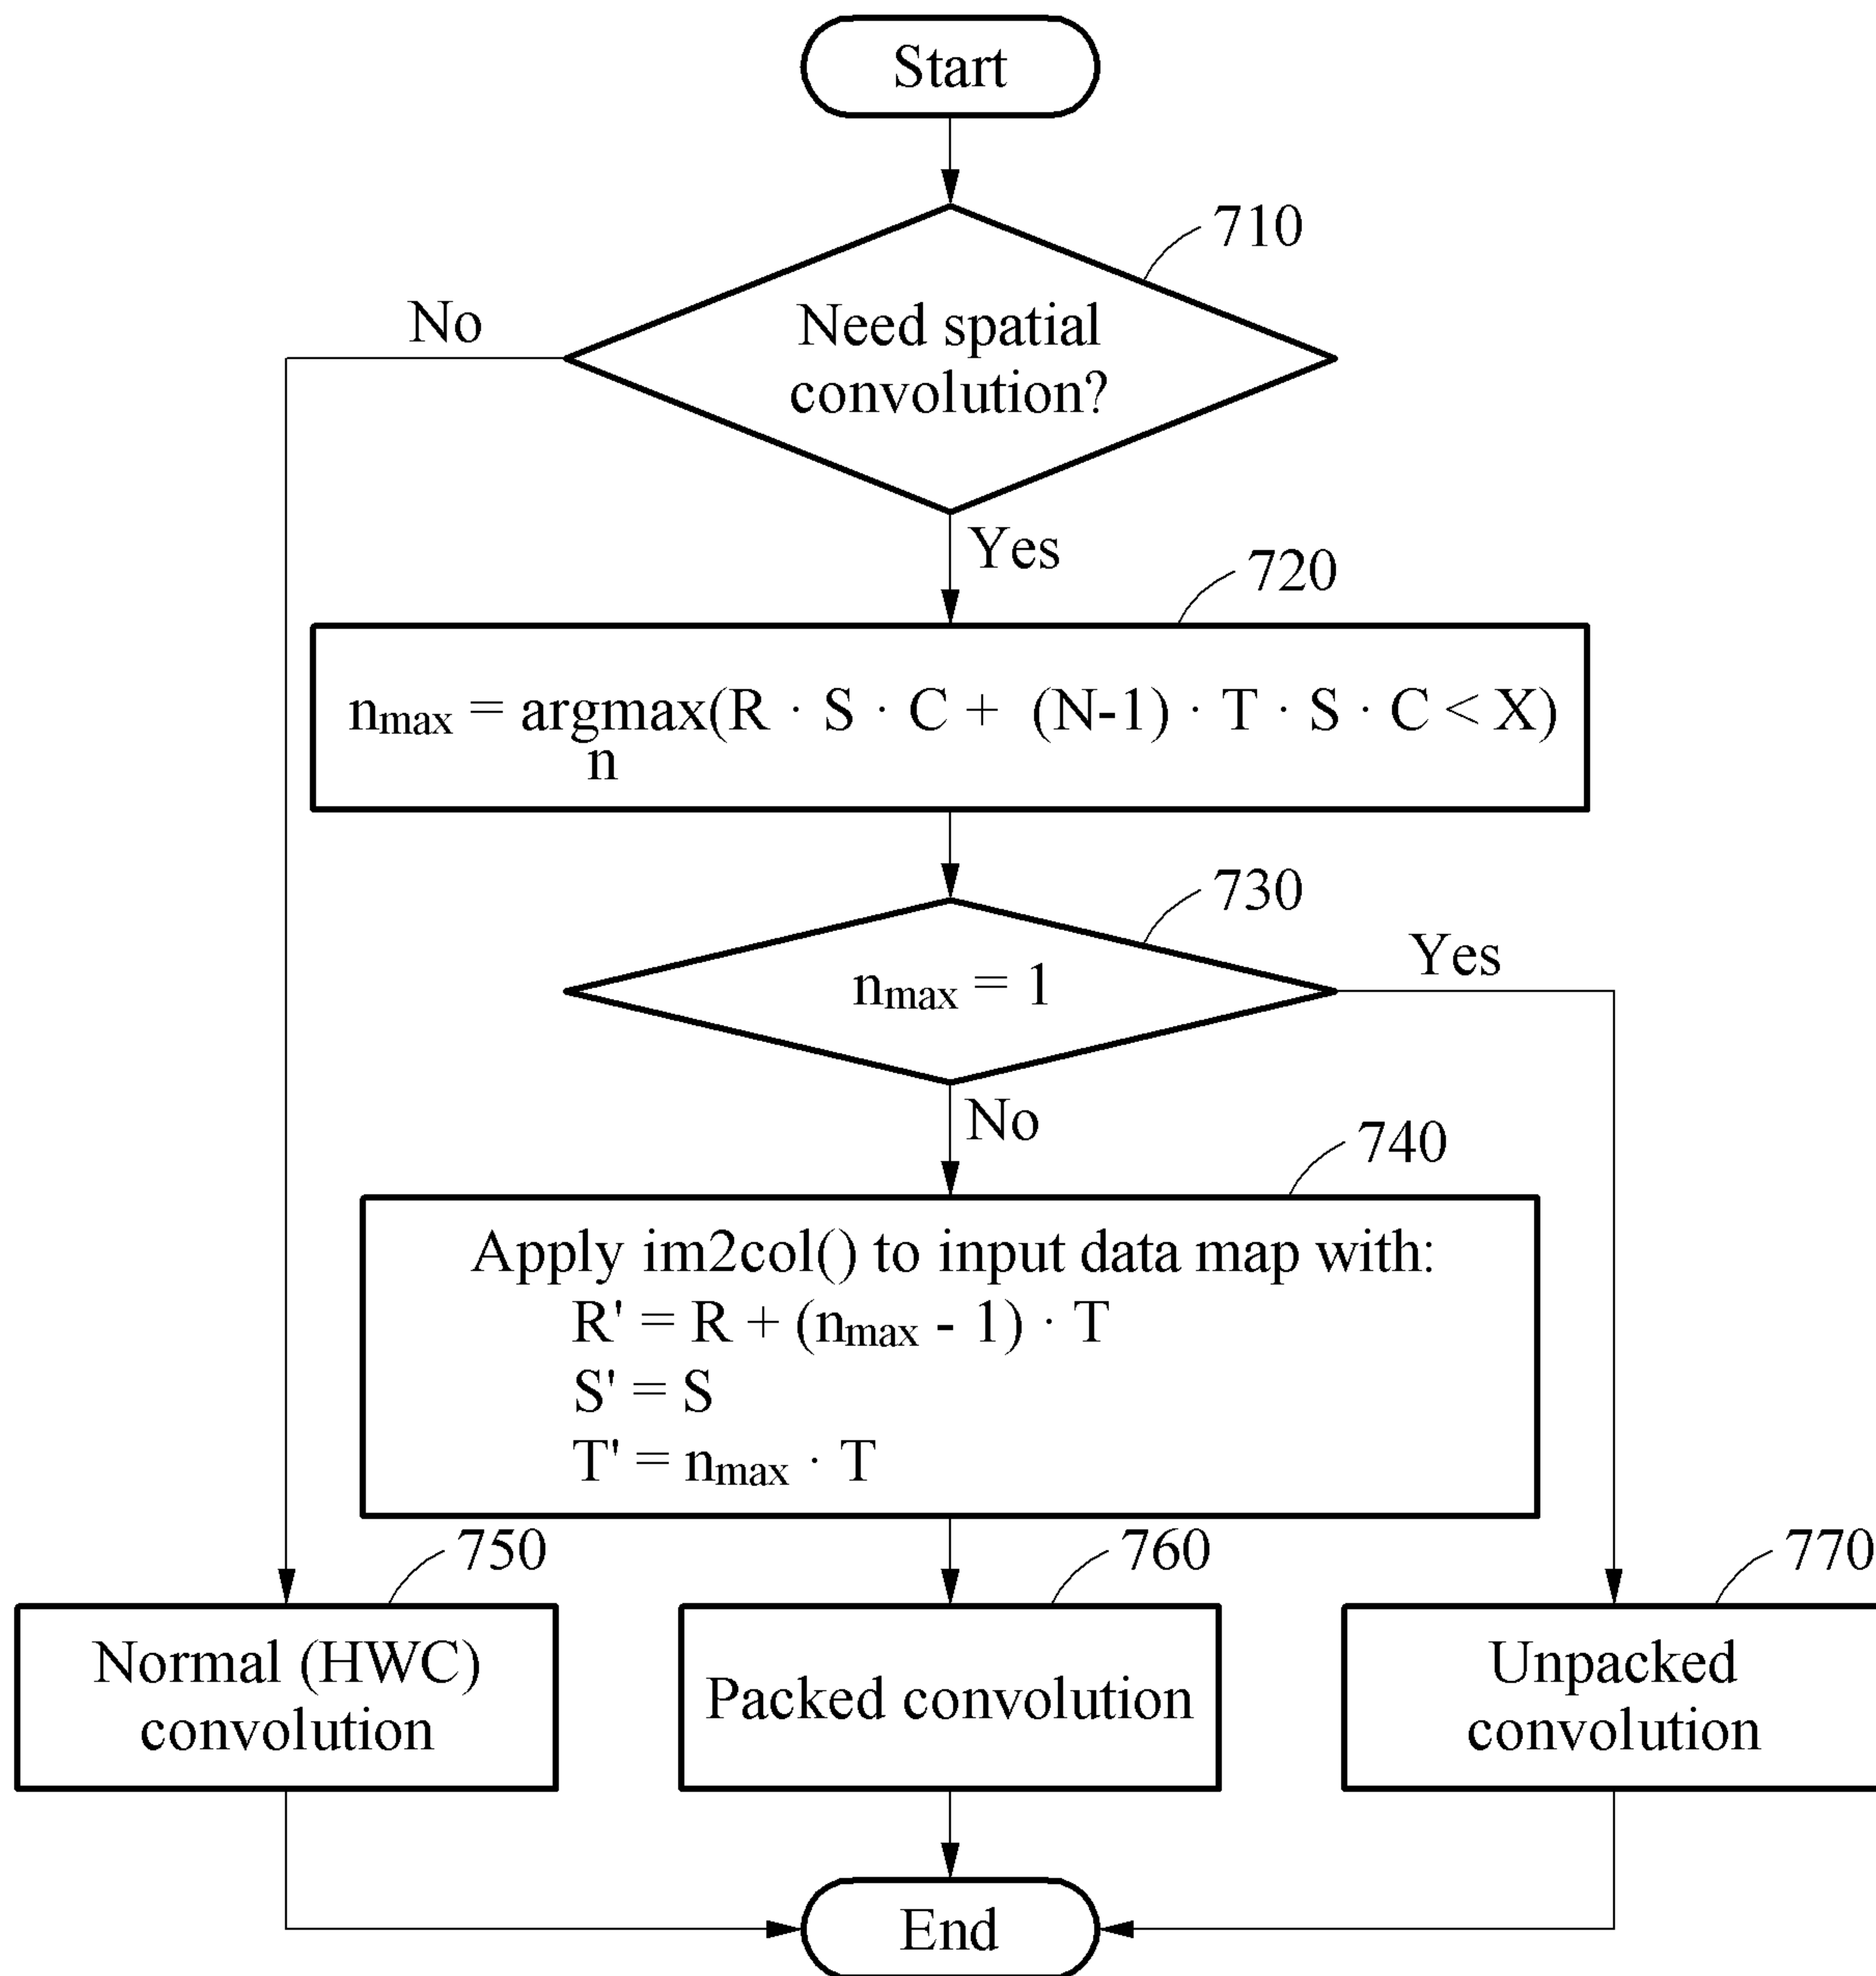 Start
710
No
Need spatial
convolution?
Yes
720
nmax = argmax(R · S · C + (N-1) · T · S · C < X)
n
730
Yes
nmax = 1
No
740
Apply im2col() to input data map with:
R' = R + (nmax - 1) · T
S' = S
T' = nmax · T
750
760
770
Normal (HWC)
convolution
Packed convolution
Unpacked
convolution
End